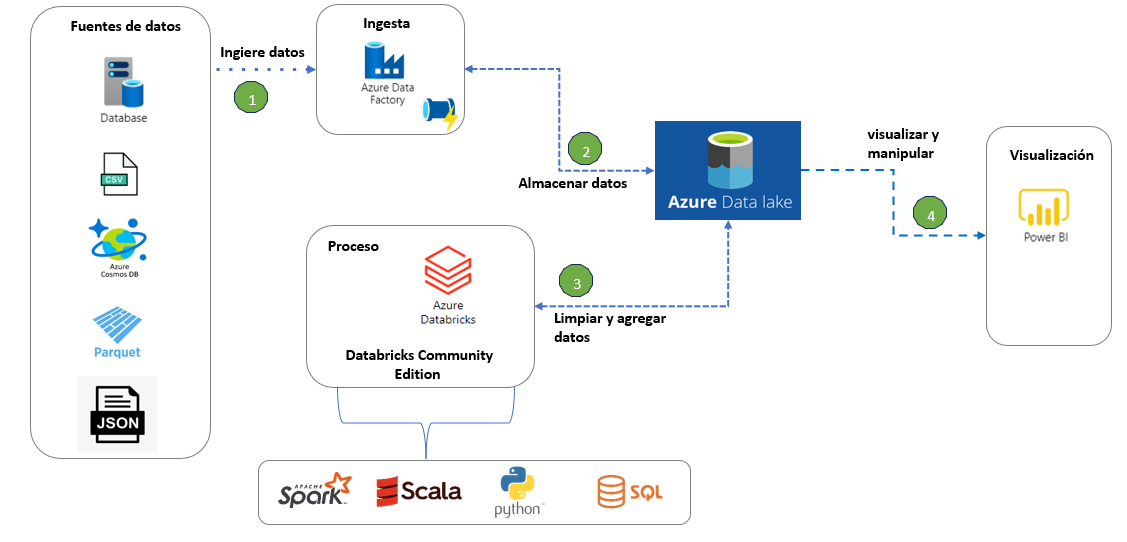 Fuentes de datos
Database
CSV
Azure
Cosmos DB
Parquet
JSON
Ingiere datos
1
Ingesta
Azure Data
Factory
2
Almacenar datos
Azure Data lake
Proceso
Azure
Databricks
Databricks Community
Edition
3
Limpiar y agregar
datos
visualizar y
manipular
4
Visualización
Power BI
APACHE
Spark
Scala
python
SQL